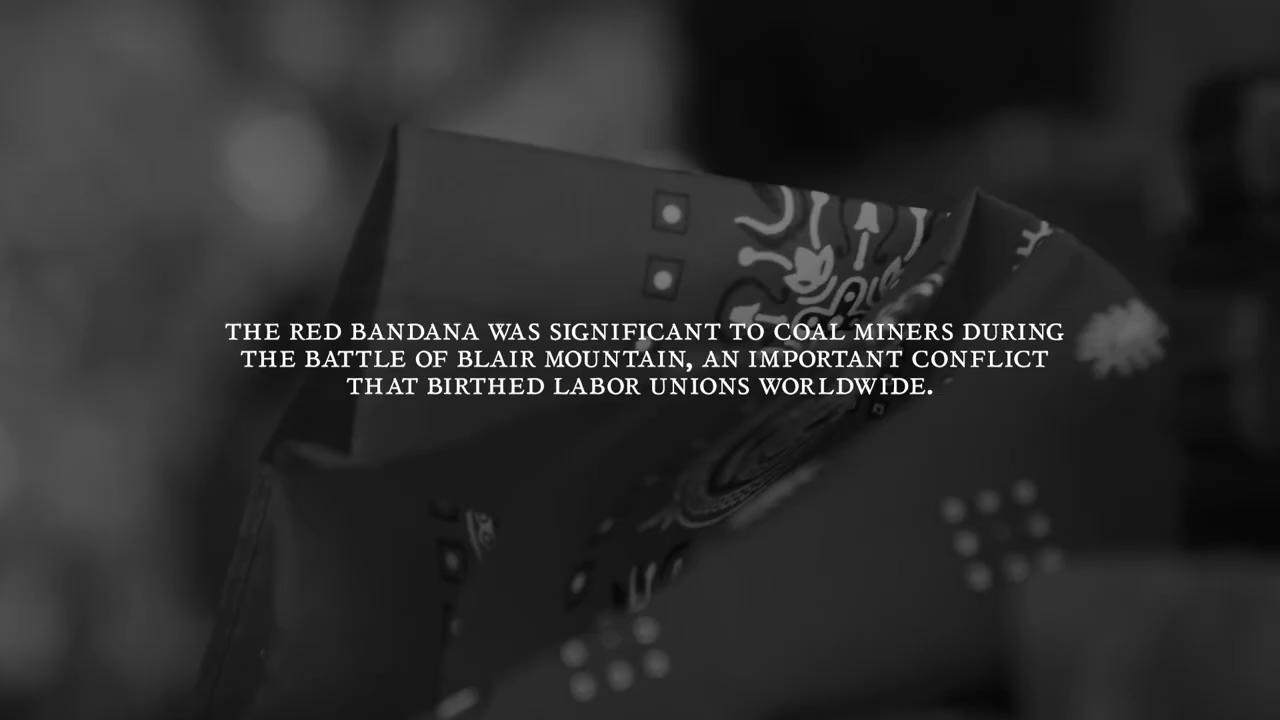 THE RED BANDANA WAS SIGNIFICANT TO COAL MINERS DURING
THE BATTLE OF BLAIR MOUNTAIN, AN IMPORTANT CONFLICT
THAT BIRTHED LABOR UNIONS WORLDWIDE.